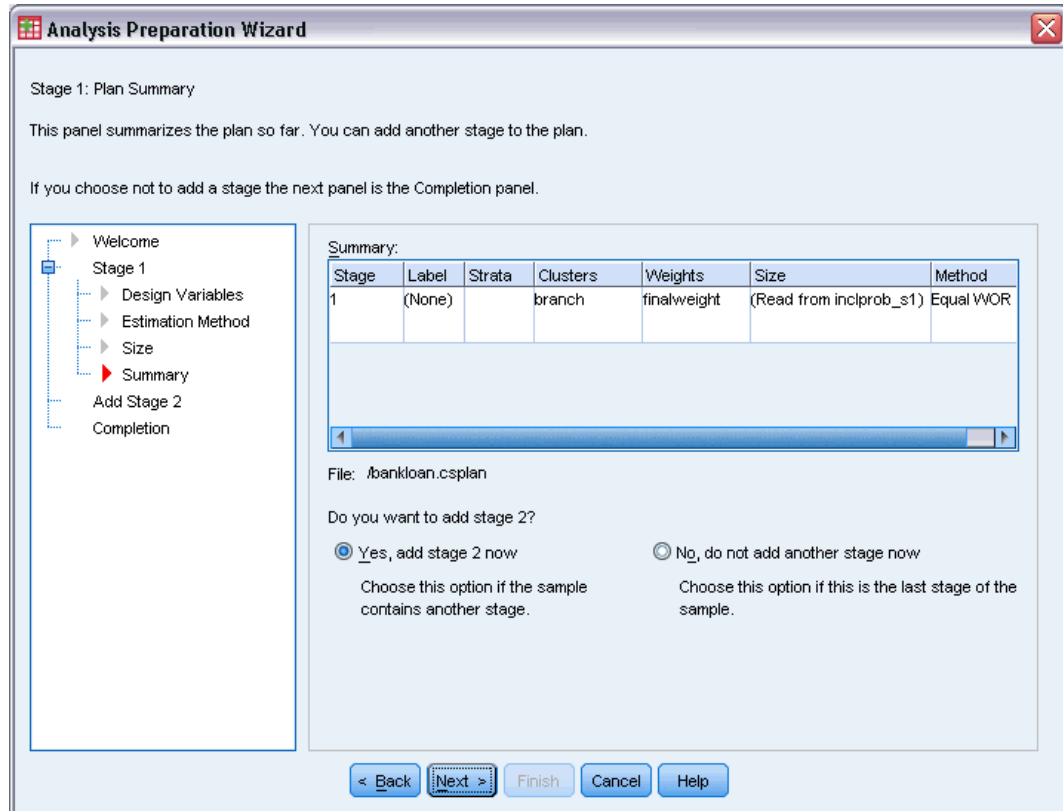 Analysis Preparation Wizard
Stage 1: Plan Summary
This panel summarizes the plan so far. You can add another stage to the plan.
If you choose not to add a stage the next panel is the Completion panel.
Welcome
Stage 1
Design Variables
Estimation Method
Size
Summary
Add Stage 2
Completion
Summary:
Stage Label Strata Clusters Weights Size Method
1 (None) branch finalweight (Read from inclprob_s1) Equal WOR
File: /bankloan.csplan
Do you want to add stage 2?
Yes, add stage 2 now
Choose this option if the sample
contains another stage.
No, do not add another stage now
Choose this option if this is the last stage of the
sample.
< Back Next > Finish Cancel Help